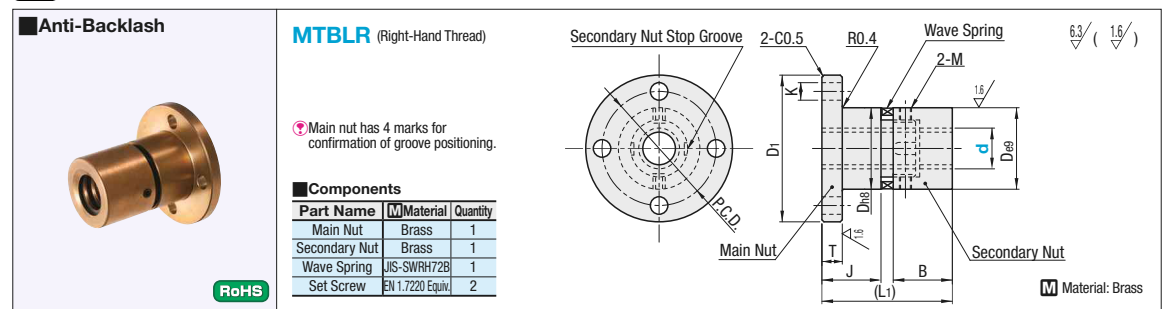 ■Anti-Backlash
RoHS
MTBLR (Right-Hand Thread)
Main nut has 4 marks for
confirmation of groove positioning.
■Components
Part Name M Material Quantity
Main Nut Brass 1
Secondary Nut Brass 1
Wave Spring JIS-SWRH72B 1
Set Screw EN 1.7220 Equiv. 2
Secondary Nut Stop Groove
P.C.D.
2-C0.5
R0.4
Wave Spring
2-M
6.3 ( 1.6 )
1.6
K
D1
Dh8
d
De9
1.6
Main Nut
Secondary Nut
T
J
B
(L1)
M Material: Brass